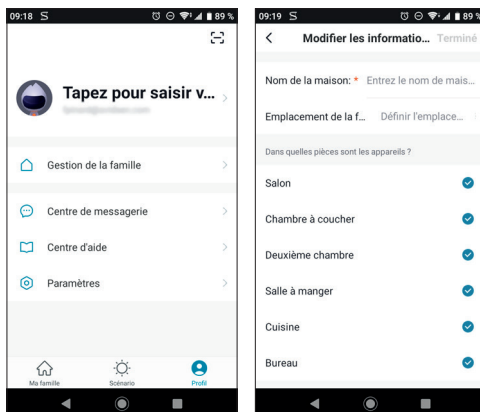 09:18 S 89 %
Tapez pour saisir v...
Gestion de la famille
Centre de messagerie
Centre d'aide
Paramètres
Ma famille Scénario Profil
09:19 S 89 %
Modifier les informatio... Terminé
Nom de la maison: * Entrez le nom de mais...
Emplacement de la f... Définir l'emplace...
Dans quelles pièces sont les appareils ?
Salon
Chambre à coucher
Deuxième chambre
Salle à manger
Cuisine
Bureau